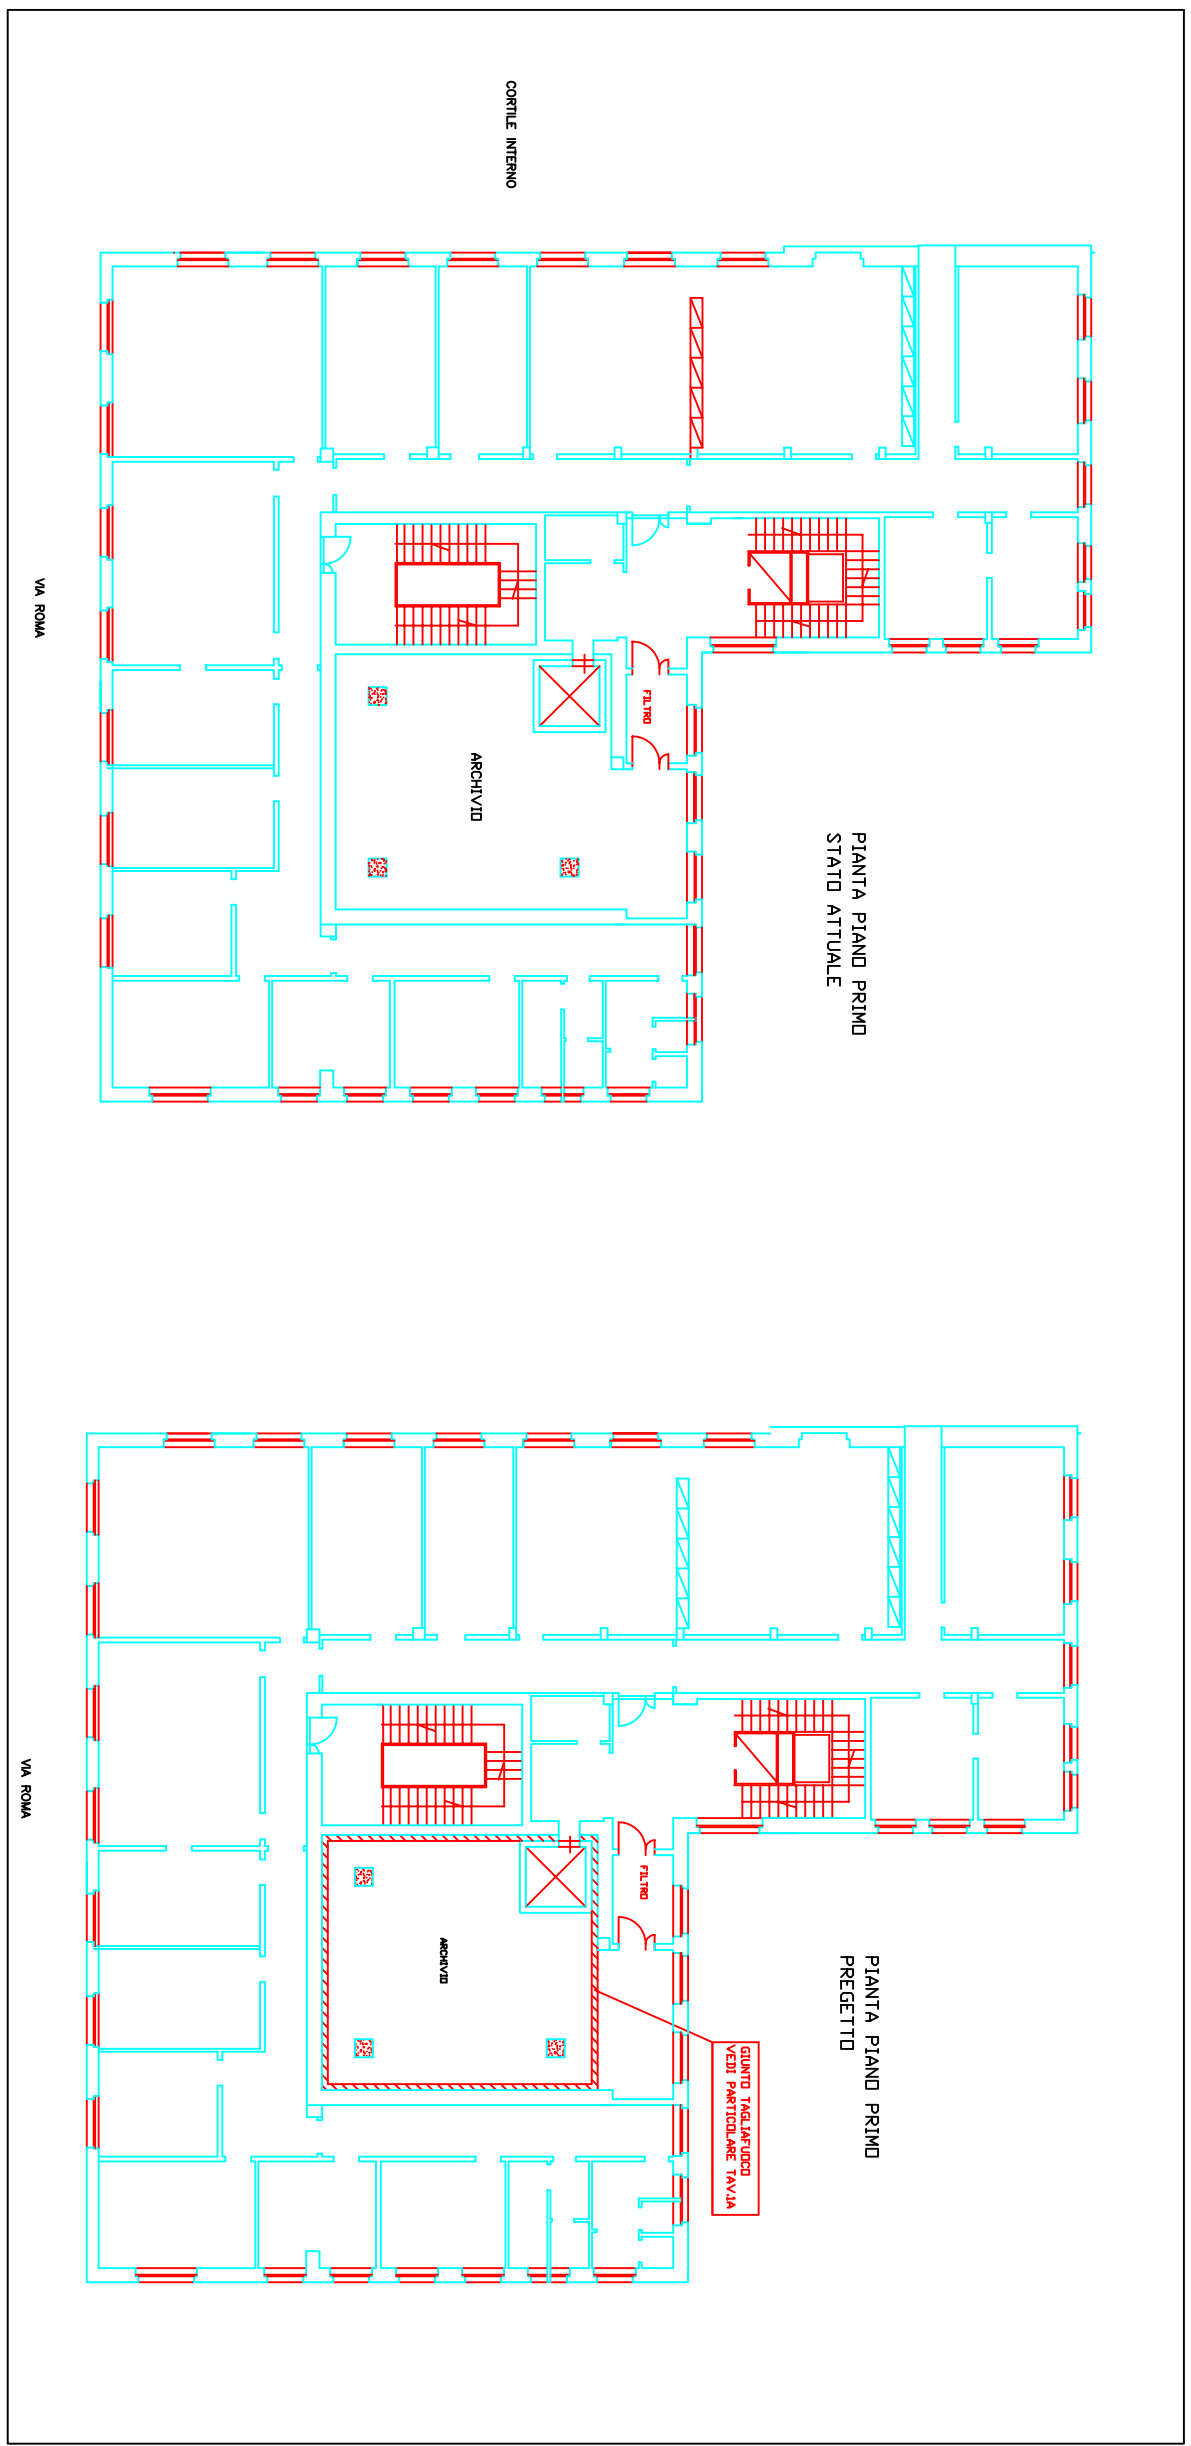 CORTILE INTERNO
PIANTA PIANO PRIMO
STATO ATTUALE
FILTRO
ARCHIVIO
VIA ROMA
PIANTA PIANO PRIMO
PREGETTO
GIUNTO TAGLIAFUOCO
VEDI PARTICOLARE TAV.1A
FILTRO
ARCHIVIO
VIA ROMA